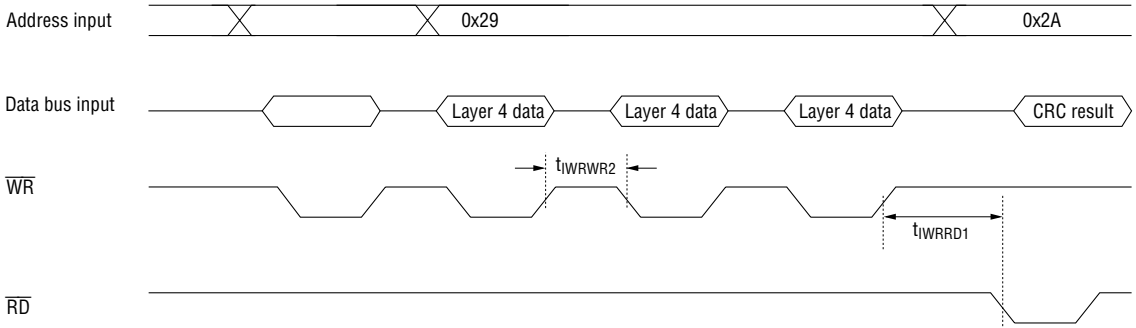 Address input 0x29 0x2A
Data bus input Layer 4 data Layer 4 data Layer 4 data CRC result
tIWRWR2
WR
tIWRRD1
RD